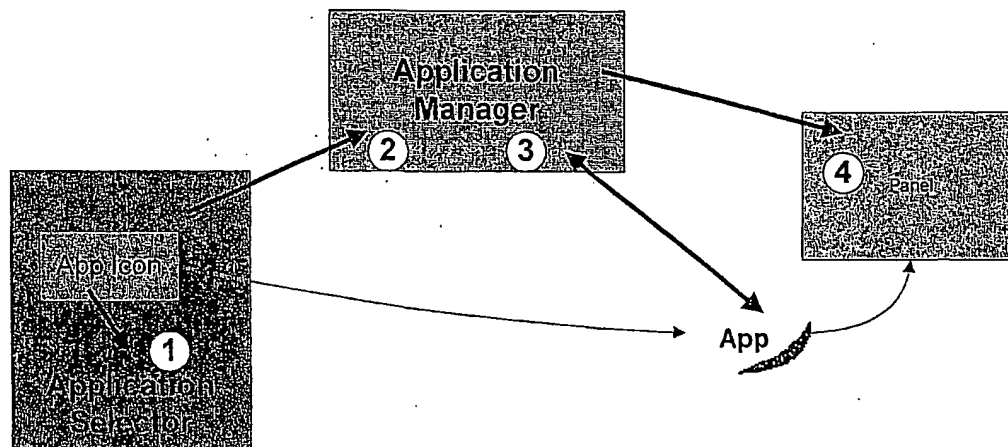 Application
Manager
2
3
4
Panel
App Icon
1
App
Application
Selector